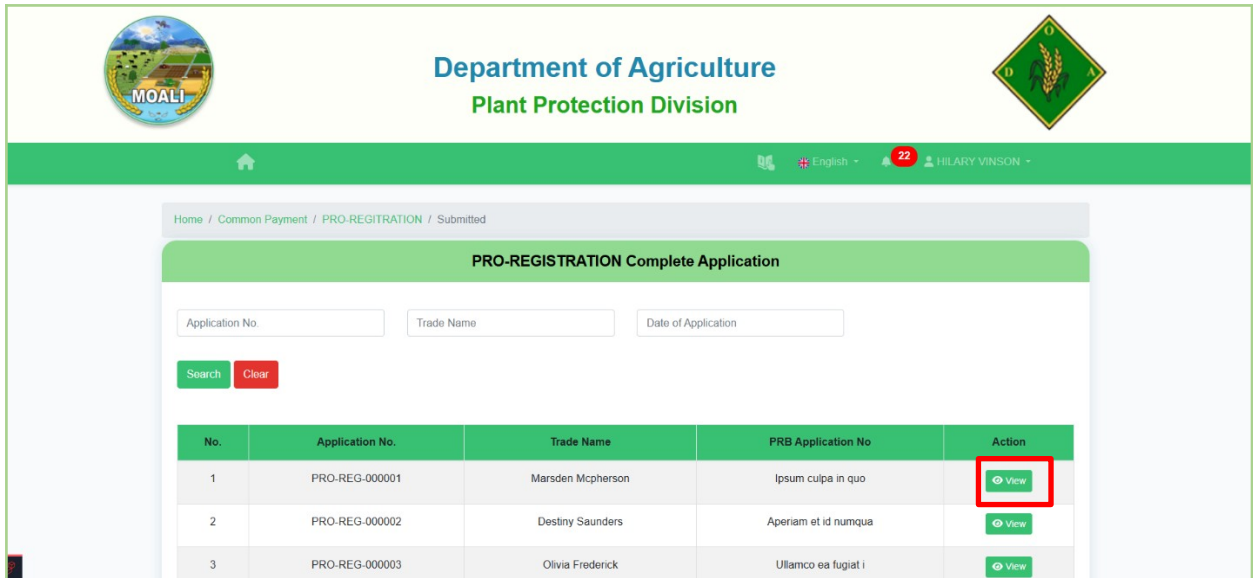 MOALI
Department of Agriculture
Plant Protection Division
D O A
English
22
HILARY VINSON
Home / Common Payment / PRO-REGITRATION / Submitted
PRO-REGISTRATION Complete Application
Application No. Trade Name Date of Application
Search Clear
No. Application No. Trade Name PRB Application No Action
1 PRO-REG-000001 Marsden Mcpherson Ipsum culpa in quo View
2 PRO-REG-000002 Destiny Saunders Aperiam et id numqua View
3 PRO-REG-000003 Olivia Frederick Ullamco ea fugiat i View